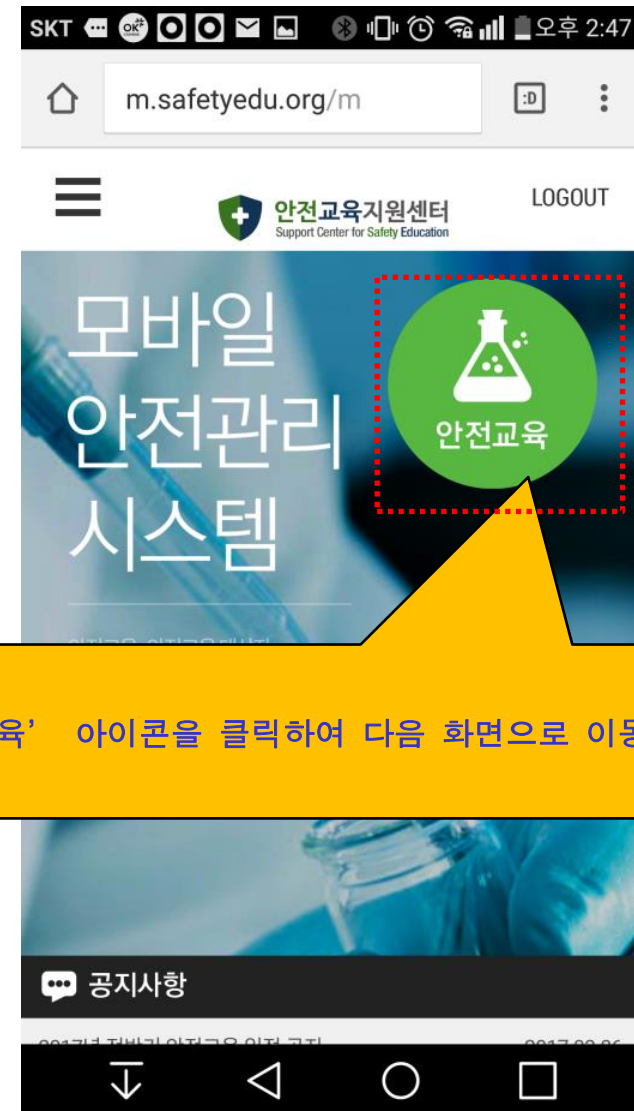 SKT 오후 2:47
m.safetyedu.org/m
안전교육지원센터
Support Center for Safety Education
LOGOUT
모바일
안전관리
시스템
안전교육
육’ 아이콘을 클릭하여 다음 화면으로 이동
공지사항